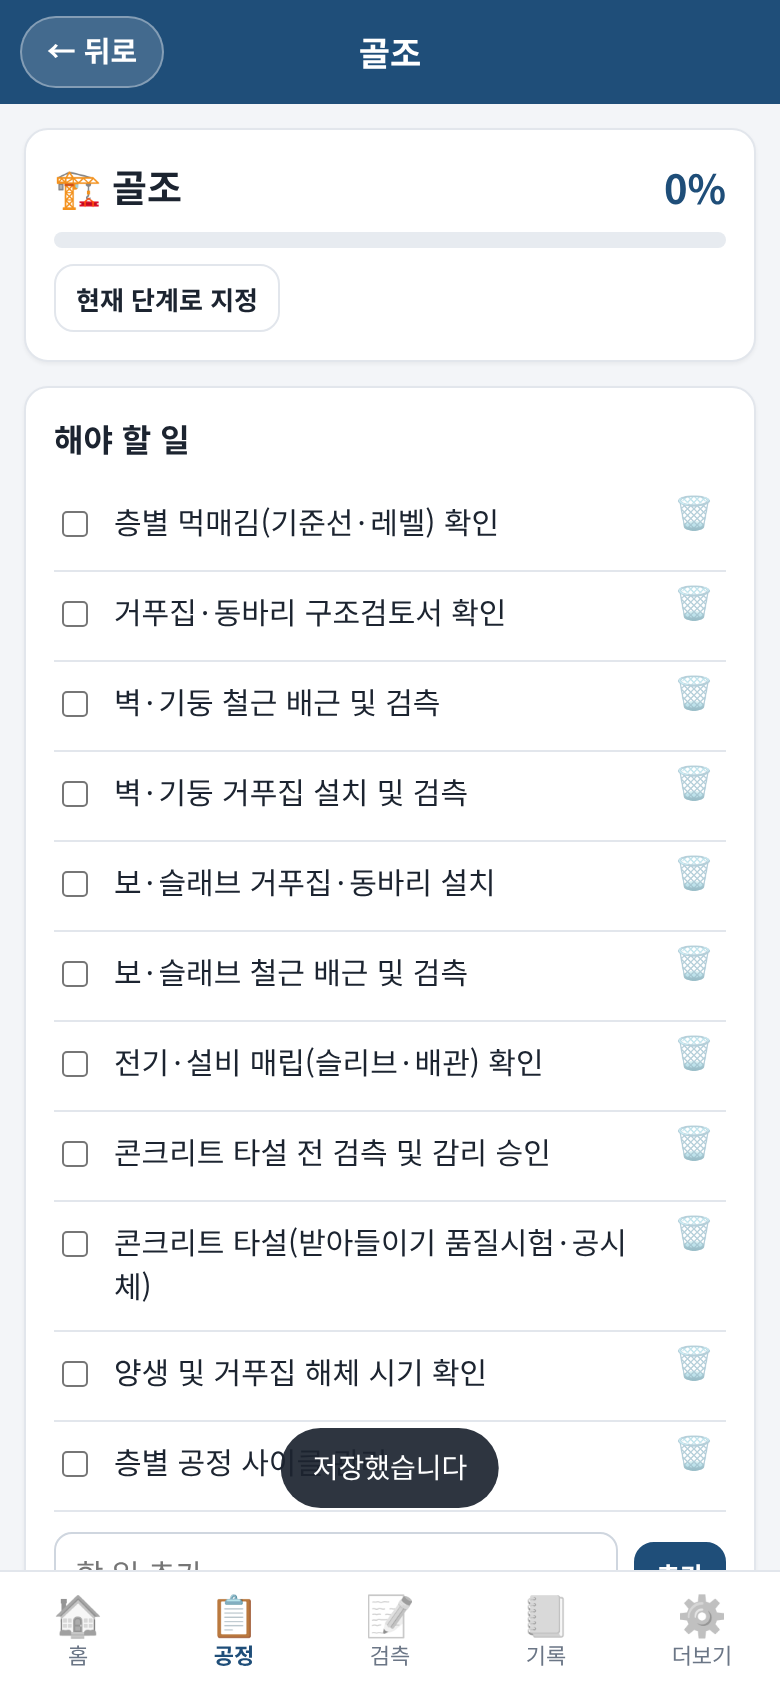 ← 뒤로
골조
골조
0%
현재 단계로 지정
해야 할 일
층별 먹매김(기준선·레벨) 확인
거푸집·동바리 구조검토서 확인
벽·기둥 철근 배근 및 검측
벽·기둥 거푸집 설치 및 검측
보·슬래브 거푸집·동바리 설치
보·슬래브 철근 배근 및 검측
전기·설비 매립(슬리브·배관) 확인
콘크리트 타설 전 검측 및 감리 승인
콘크리트 타설(받아들이기 품질시험·공시
체)
양생 및 거푸집 해체 시기 확인
층별 공정 사이클
저장했습니다
홈
공정
검측
기록
더보기